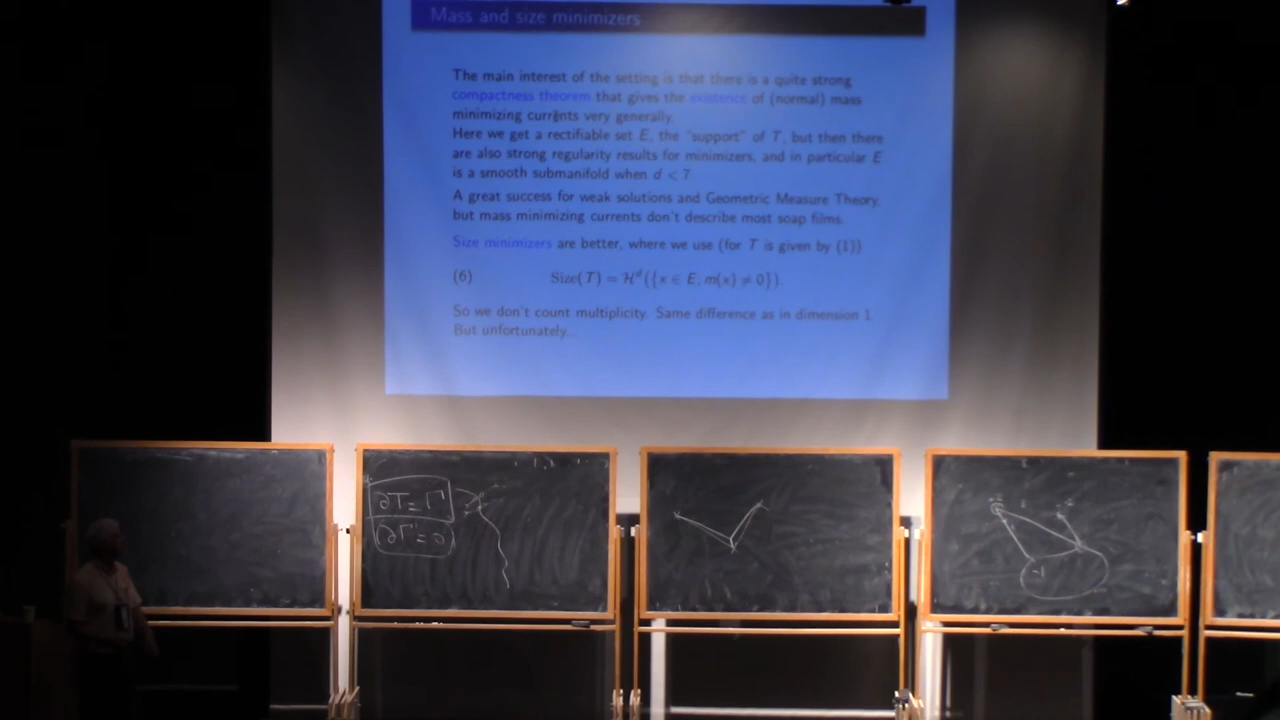 Mass and size minimizers
The main interest of the setting is that there is a quite strong
compactness theorem that gives the existence of (normal) mass
minimizing currents very generally.
Here we get a rectifiable set E, the "support" of T, but then there
are also strong regularity results for minimizers, and in particular E
is a smooth submanifold when d < 7
A great success for weak solutions and Geometric Measure Theory,
but mass minimizing currents don't describe most soap films.
Size minimizers are better, where we use (for T is given by (1))
(6) Size(T) = ℋᵈ({x ∈ E, m(x) ≠ 0}).
So we don't count multiplicity. Same difference as in dimension 1.
But unfortunately...
∂T = Γ
(∂Γ = 0)